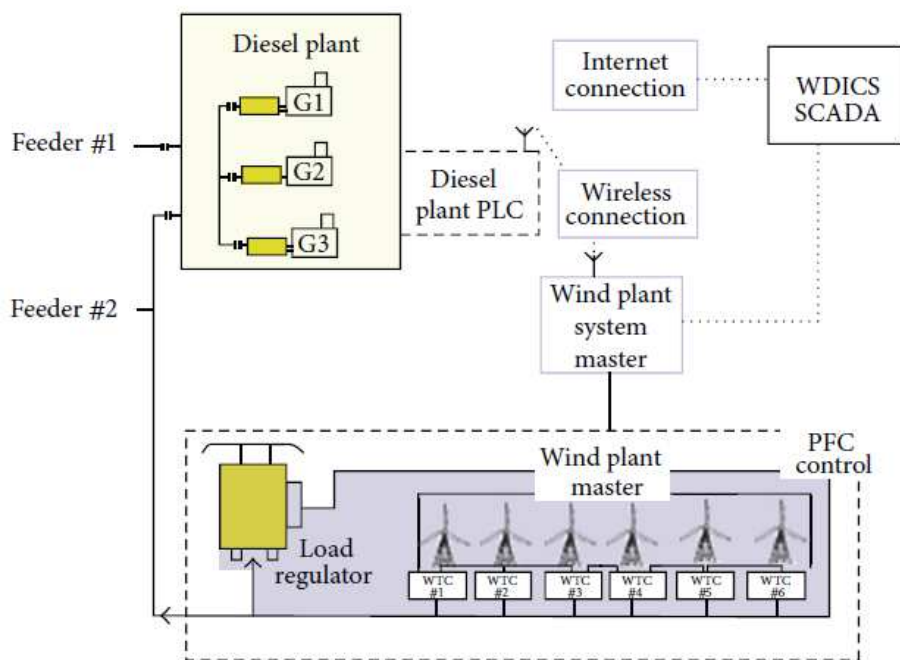 Diesel plant
G1
G2
G3
Feeder #1
Feeder #2
Diesel
plant PLC
Internet
connection
WDICS
SCADA
Wireless
connection
Wind plant
system
master
PFC
control
Wind plant
master
Load
regulator
WTC
#1
WTC
#2
WTC
#3
WTC
#4
WTC
#5
WTC
#6